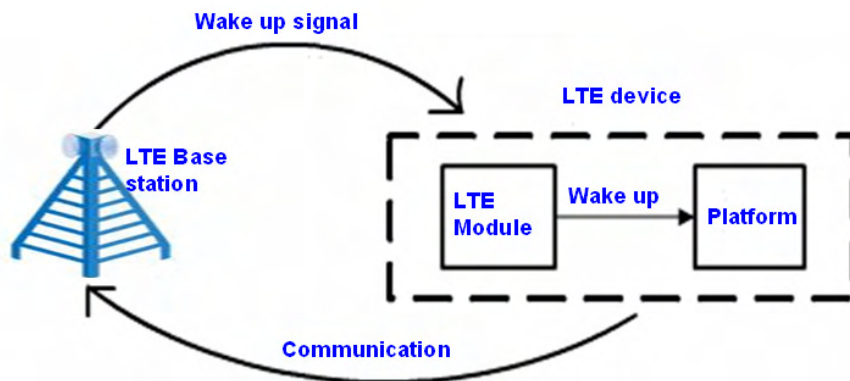 Wake up signal
LTE device
LTE Base
station
LTE
Module
Wake up
Platform
Communication